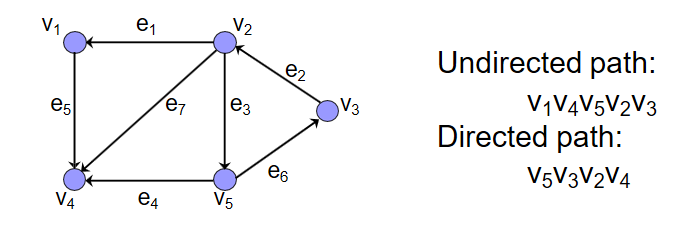 v₁ e₁ v₂
e₂
e₅ e₇ e₃ v₃
e₆
v₄ e₄ v₅
Undirected path:
v₁v₄v₅v₂v₃
Directed path:
v₅v₃v₂v₄